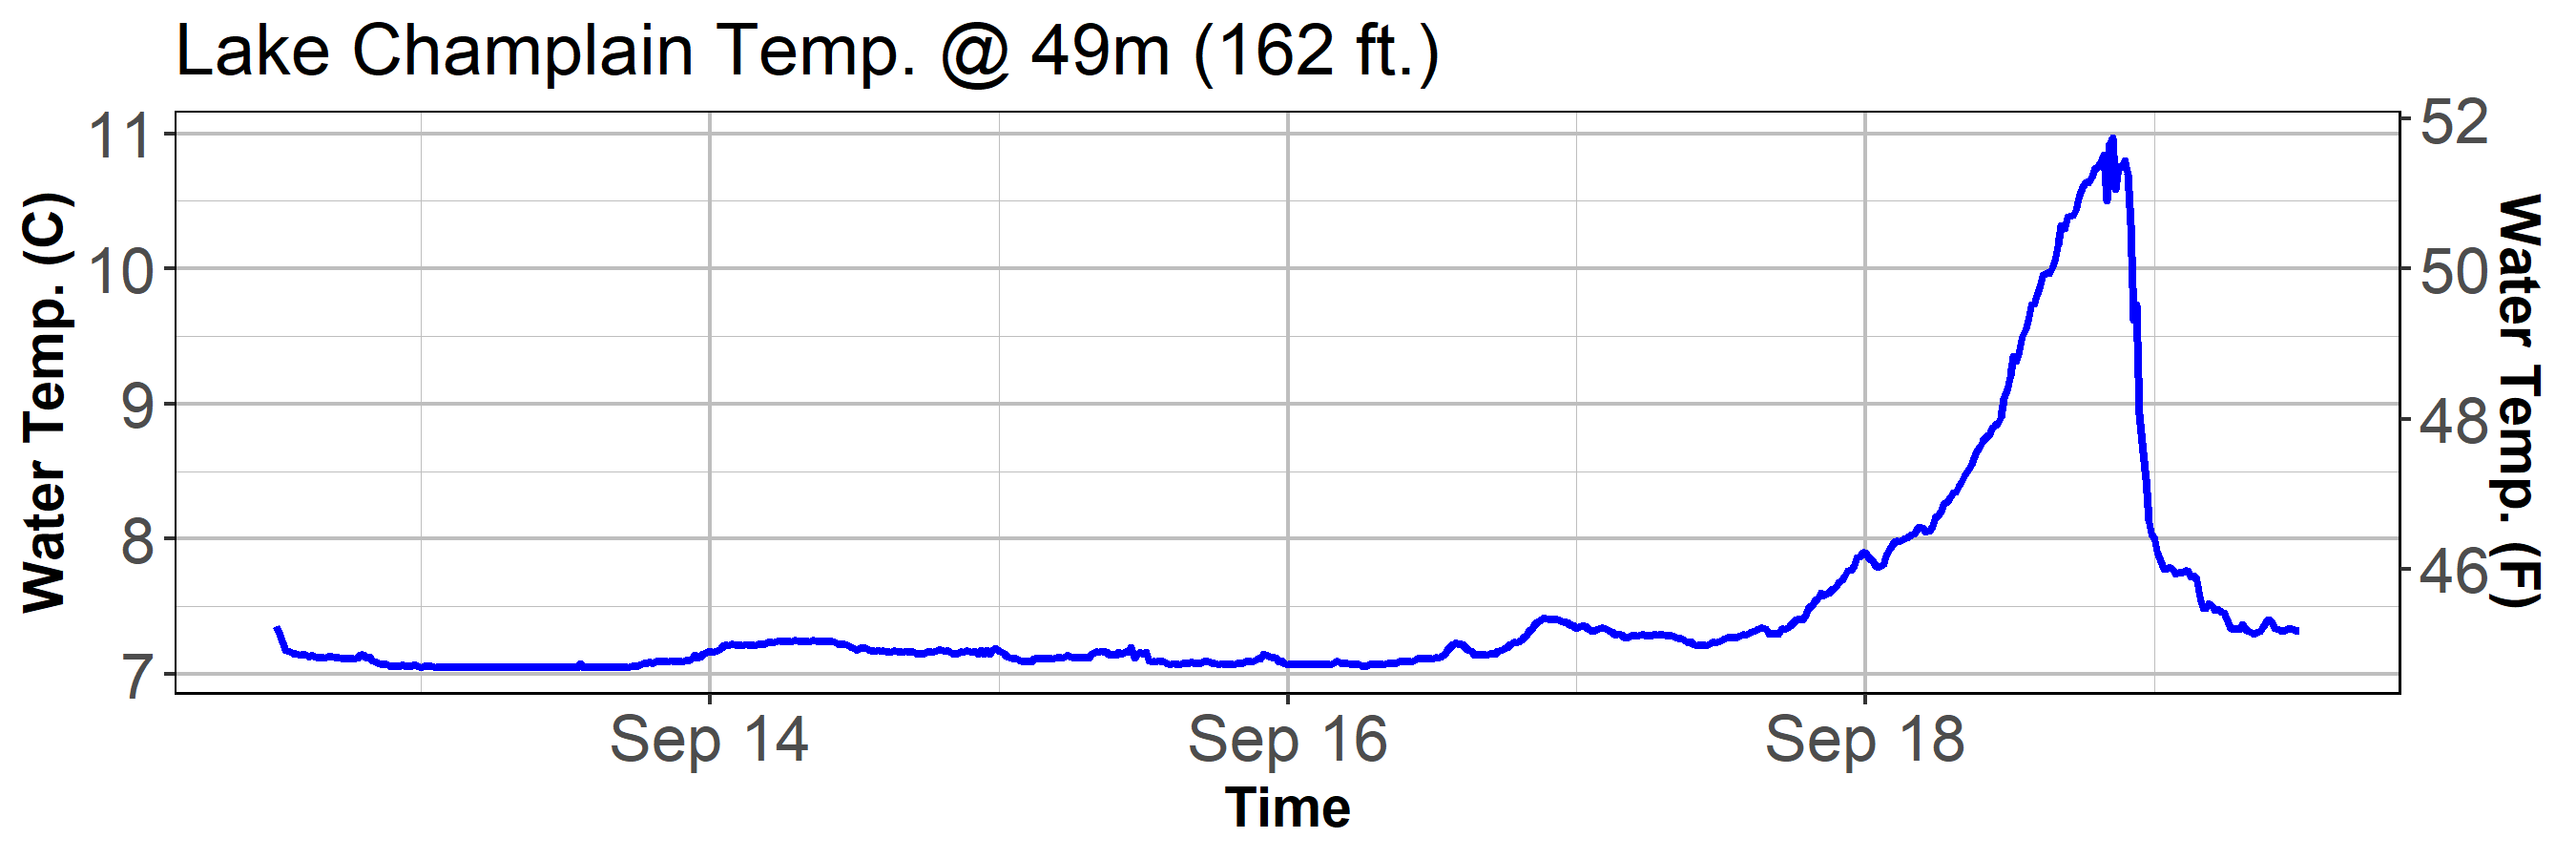 Lake Champlain Temp. @ 49m (162 ft.)
Water Temp. (C)
11
10
9
8
7
52
50
48
46
Water Temp. (F)
Sep 14 Sep 16 Sep 18
Time